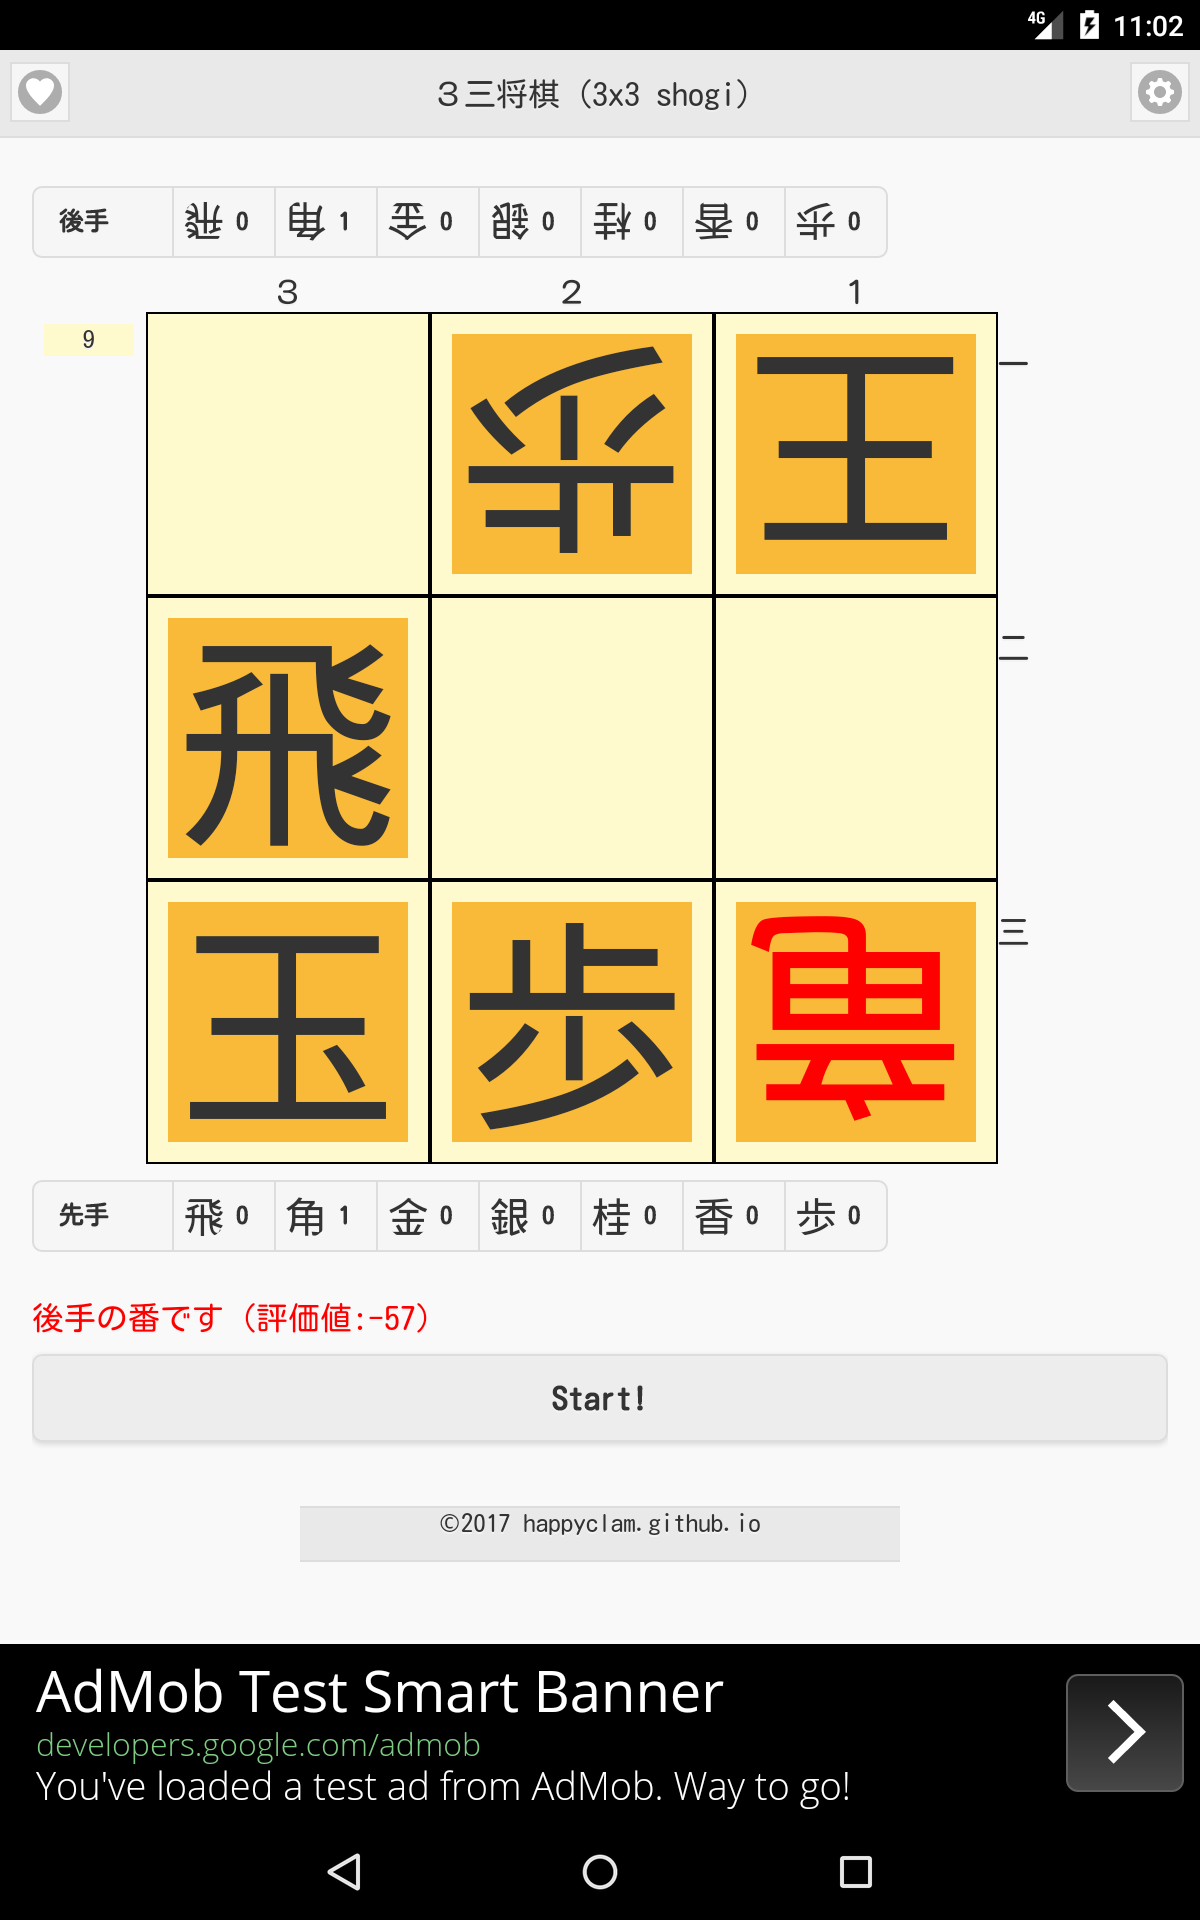 4G 11:02
3三将棋 (3x3 shogi)
後手 飛 0 角 1 金 0 銀 0 桂 0 香 0 歩 0
3 2 1
9
歩 王 一
飛 二
玉 歩 三
先手 飛 0 角 1 金 0 銀 0 桂 0 香 0 歩 0
後手の番です (評価値:-57)
Start!
©2017 happyclam.github.io
AdMob Test Smart Banner
developers.google.com/admob
You've loaded a test ad from AdMob. Way to go!